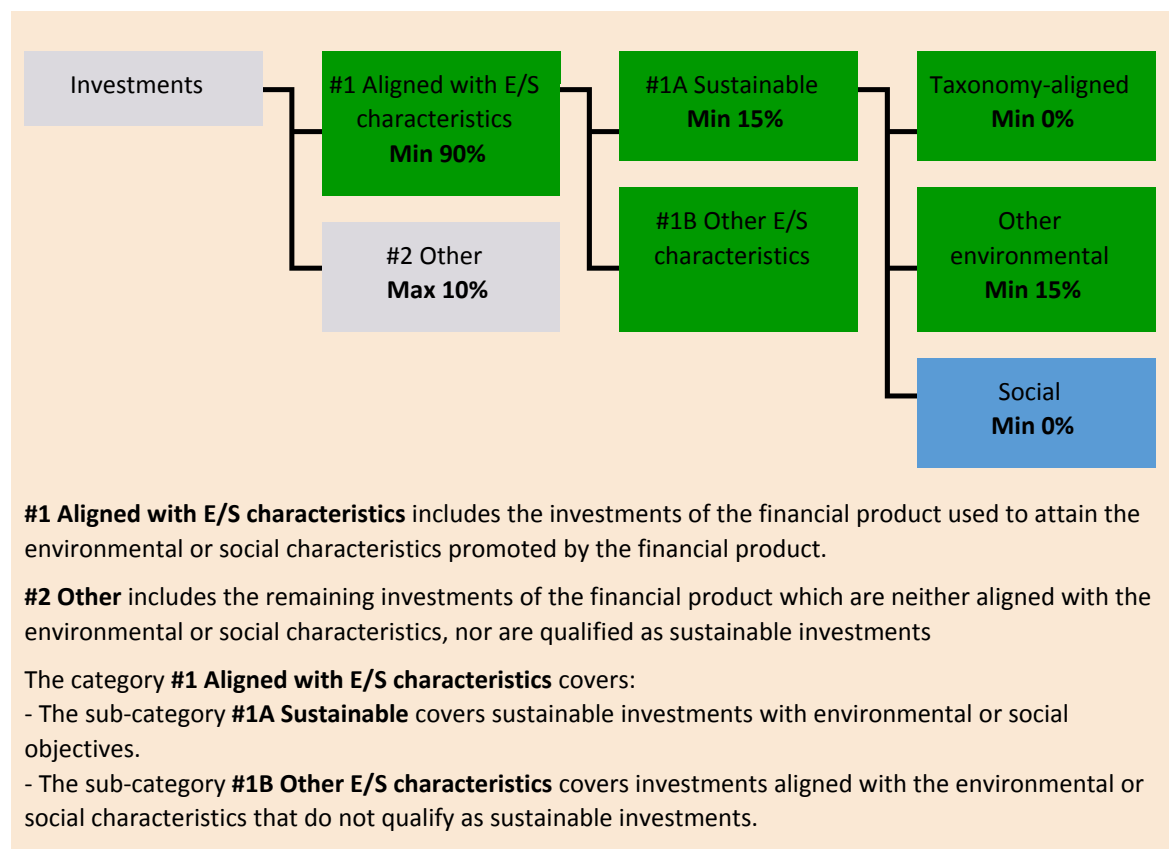 Investments
#1 Aligned with E/S
characteristics
Min 90%
#2 Other
Max 10%
#1A Sustainable
Min 15%
#1B Other E/S
characteristics
Taxonomy-aligned
Min 0%
Other
environmental
Min 15%
Social
Min 0%
#1 Aligned with E/S characteristics includes the investments of the financial product used to attain the
environmental or social characteristics promoted by the financial product.
#2 Other includes the remaining investments of the financial product which are neither aligned with the
environmental or social characteristics, nor are qualified as sustainable investments
The category #1 Aligned with E/S characteristics covers:
- The sub-category #1A Sustainable covers sustainable investments with environmental or social
objectives.
- The sub-category #1B Other E/S characteristics covers investments aligned with the environmental or
social characteristics that do not qualify as sustainable investments.